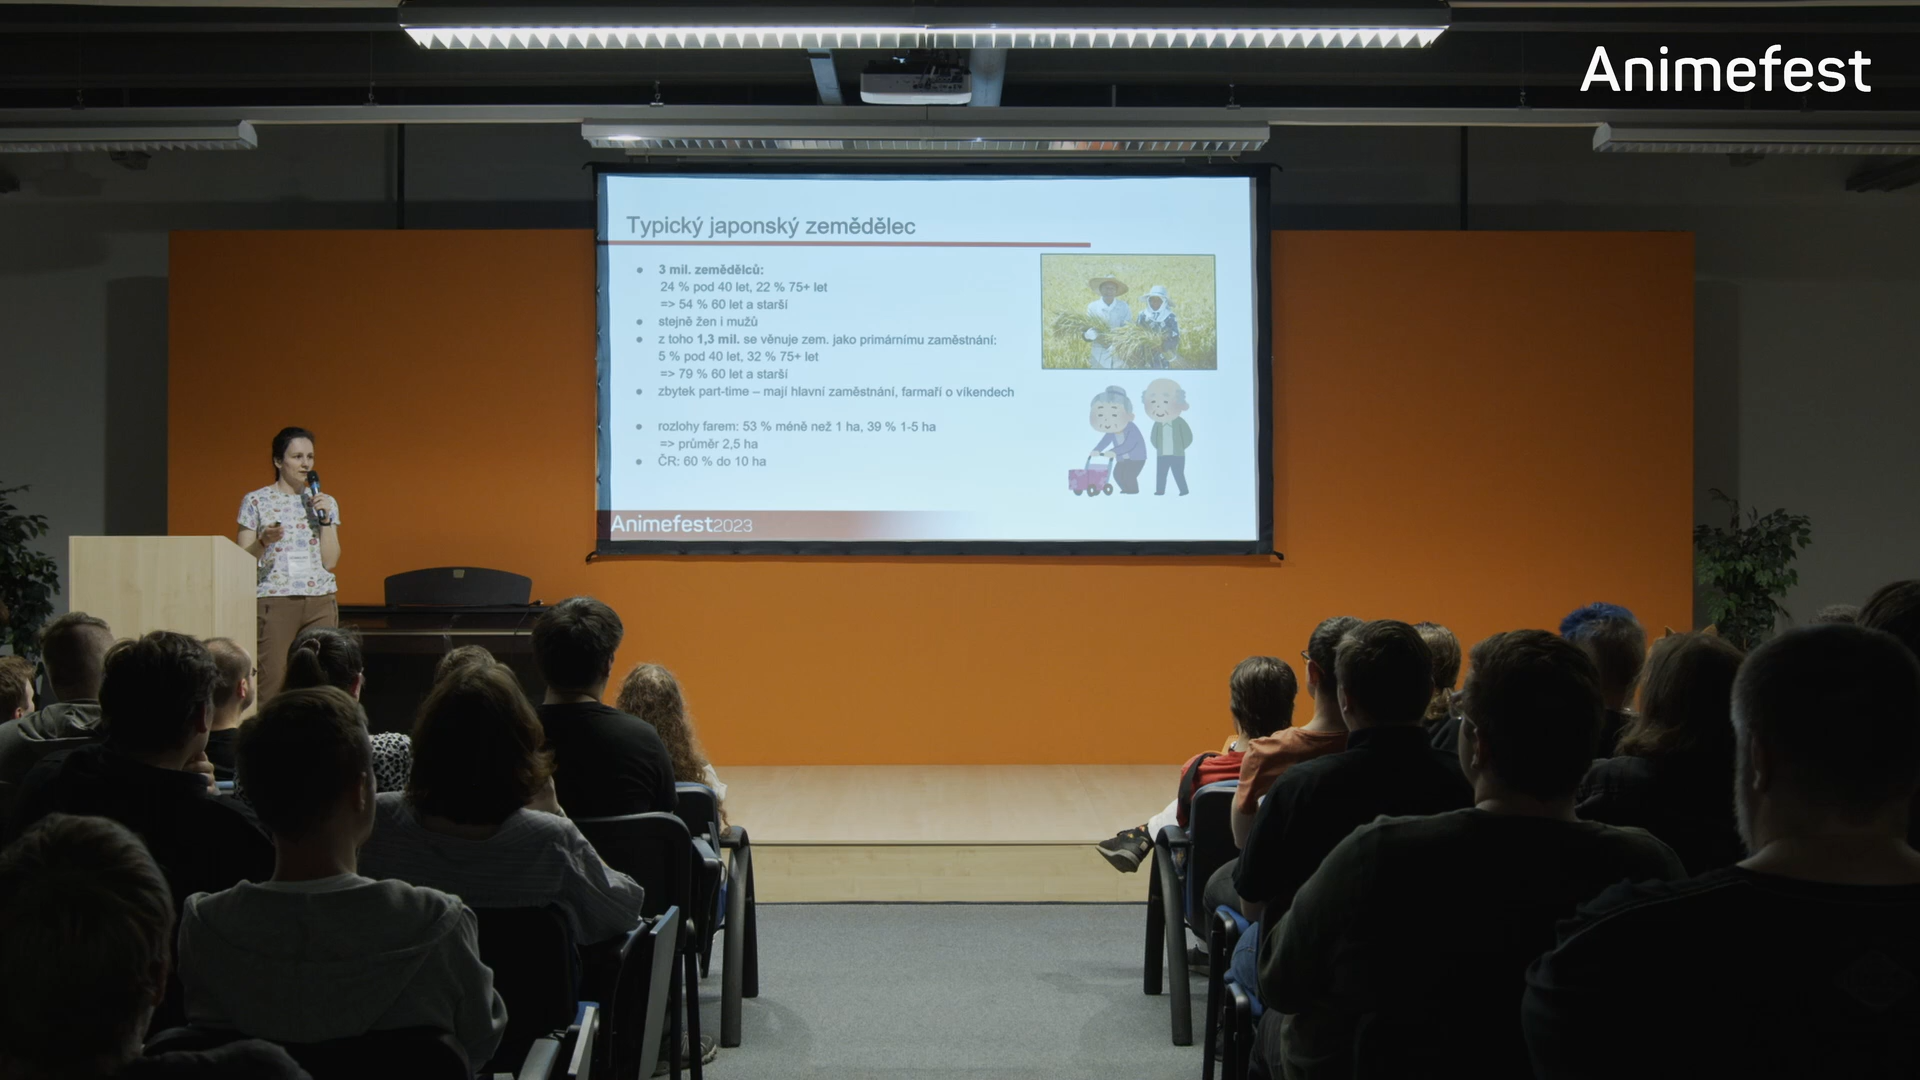 Animefest
Typický japonský zemědělec
● 3 mil. zemědělců:
24 % pod 40 let, 22 % 75+ let
=> 54 % 60 let a starší
● stejně žen i mužů
● z toho 1,3 mil. se věnuje zem. jako primárnímu zaměstnání:
5 % pod 40 let, 32 % 75+ let
=> 79 % 60 let a starší
● zbytek part-time – mají hlavní zaměstnání, farmaří o víkendech
● rozlohy farem: 53 % méně než 1 ha, 39 % 1-5 ha
=> průměr 2,5 ha
● ČR: 60 % do 10 ha
Animefest2023